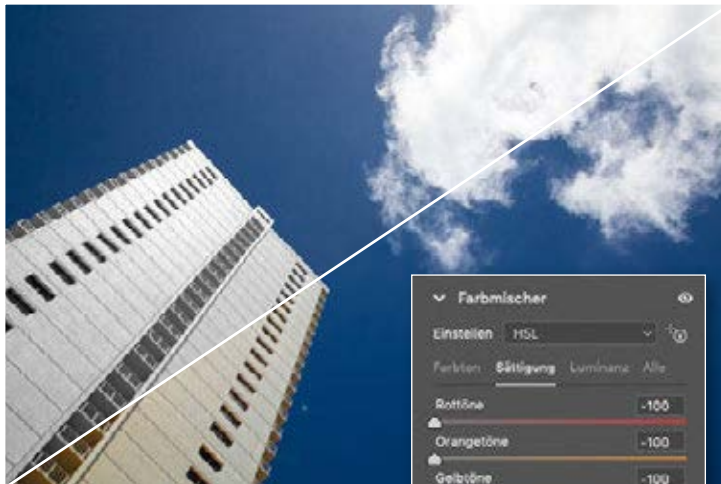 Farbmischer
Einstellen HSL
Farbton Sättigung Luminanz Alle
Rottöne -100
Orangetöne -100
Gelbtöne -100